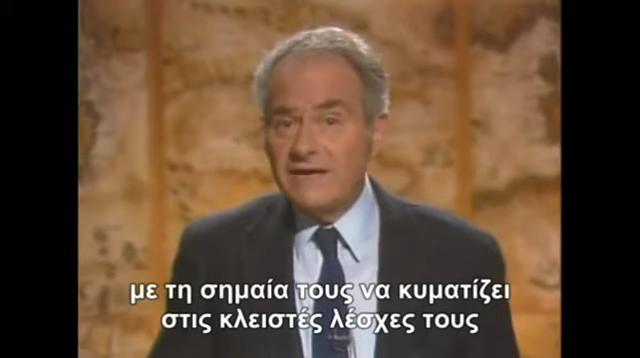 με τη σημαία τους να κυματίζει
στις κλειστές λέσχες τους